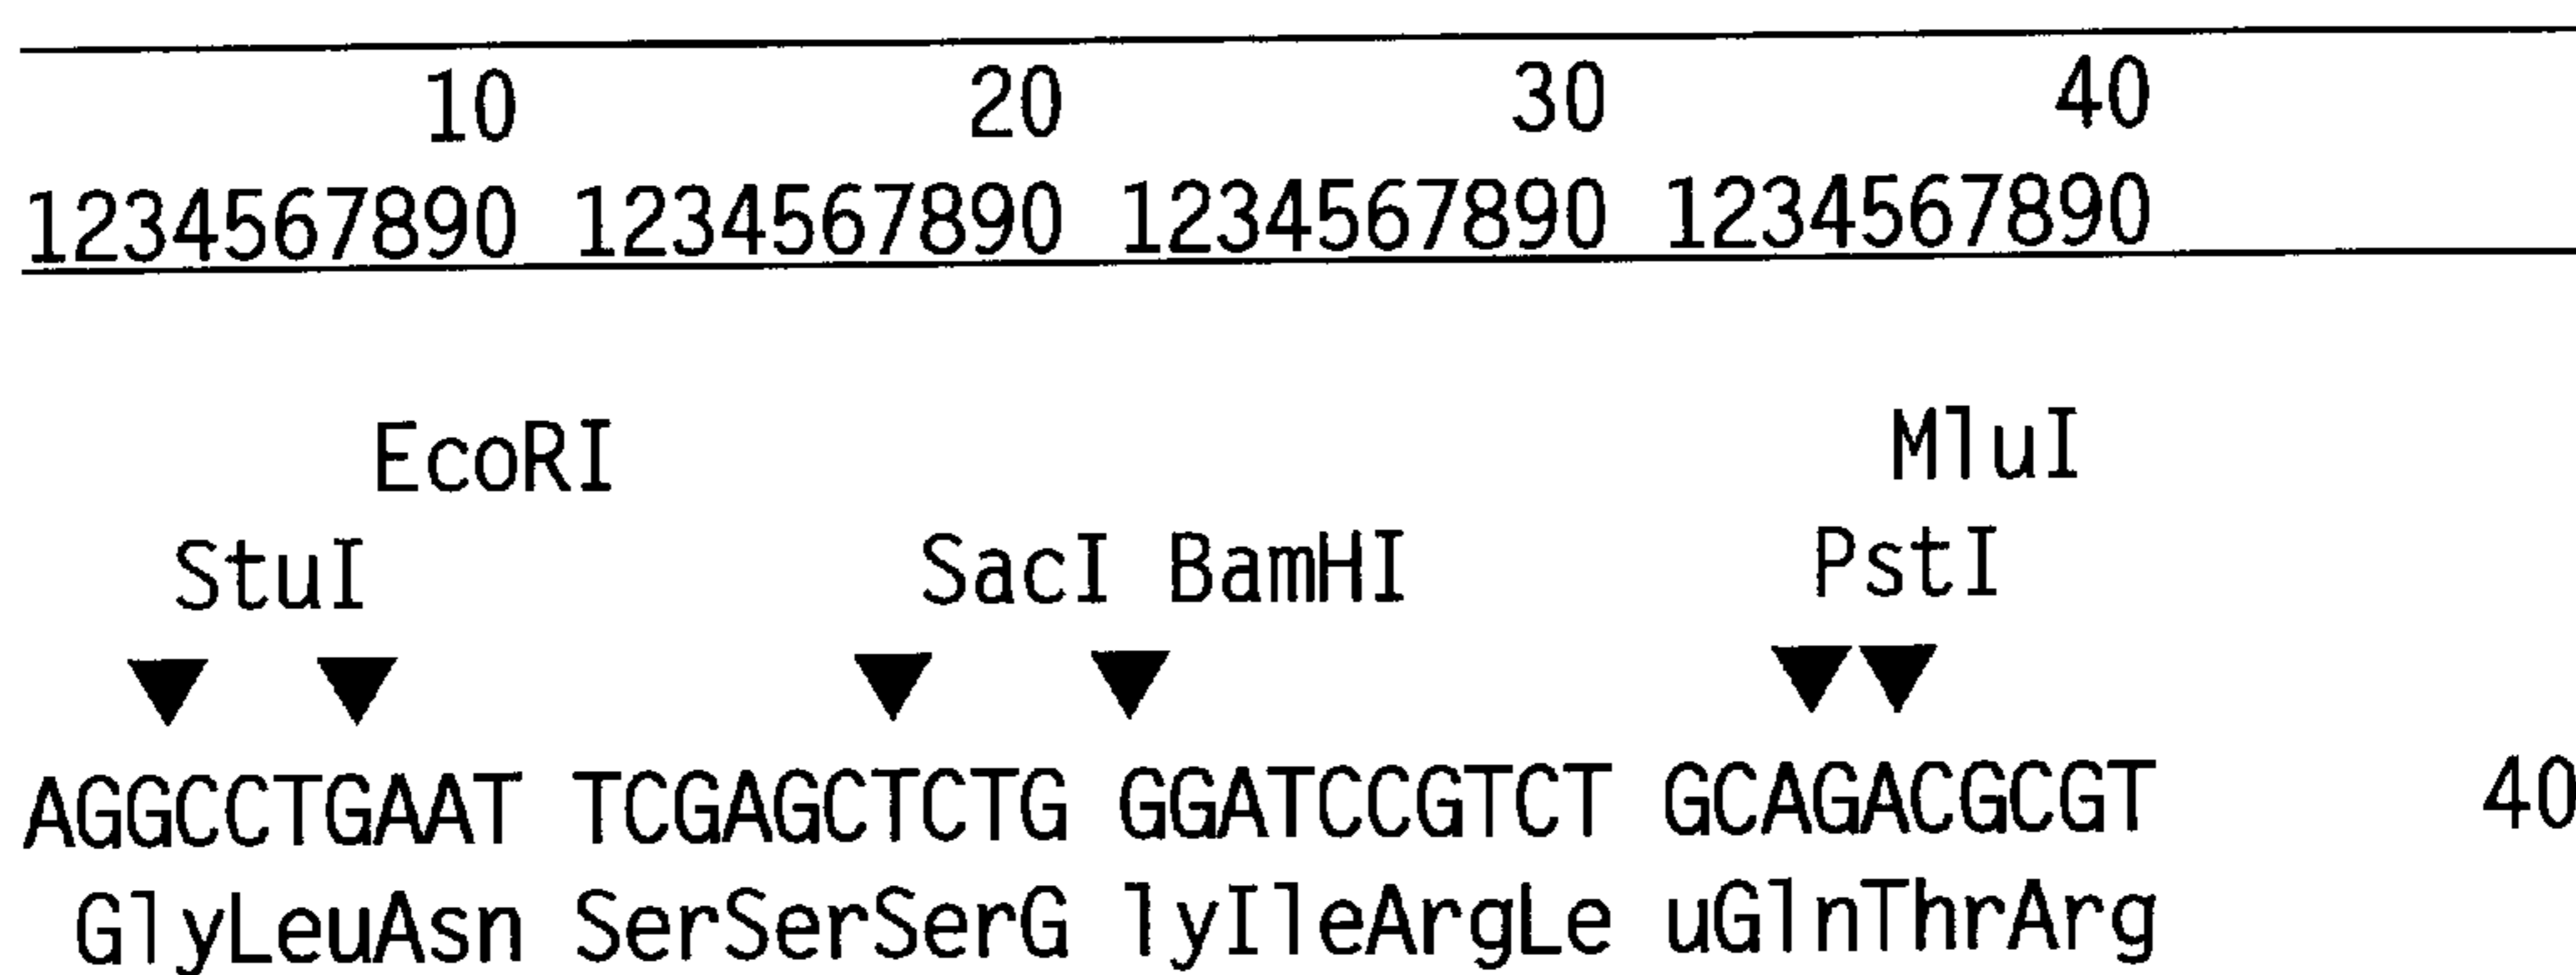 10 20 30 40
1234567890 1234567890 1234567890 1234567890
EcoRI MluI
StuI SacI BamHI PstI
AGGCCTGAAT TCGAGCTCTG GGATCCGTCT GCAGACGCGT 40
GlyLeuAsn SerSerSerG lyIleArgLe uGlnThrArg